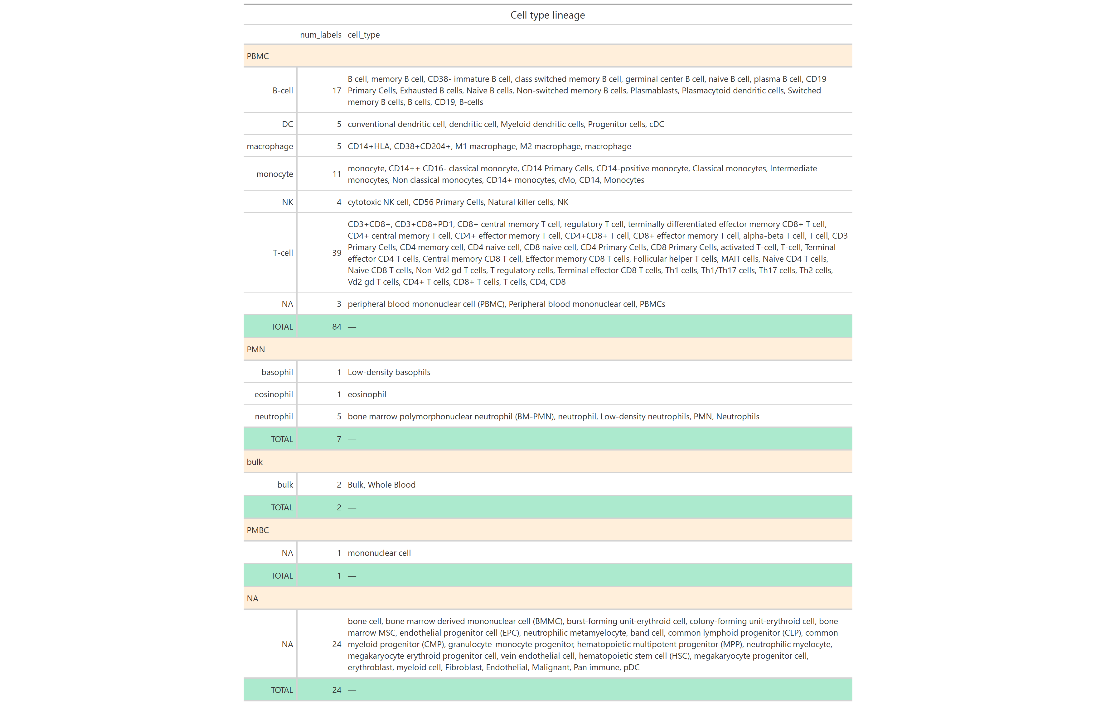 Cell type lineage
num_labels cell_type
PBMC
B-cell 17 B cell, memory B cell, CD38- immature B cell, class switched memory B cell, germinal center B cell, naive B cell, plasma B cell, CD19
Primary Cells, Exhausted B cells, Naive B cells, Non-switched memory B cells, Plasmablasts, Plasmacytoid dendritic cells, Switched
memory B cells, B cells, CD19, B-cells
DC 5 conventional dendritic cell, dendritic cell, Myeloid dendritic cells, Progenitor cells, cDC
macrophage 5 CD14+HLA, CD38+CD204+, M1 macrophage, M2 macrophage, macrophage
monocyte 11 monocyte, CD14++ CD16- classical monocyte, CD14 Primary Cells, CD14-positive monocyte, Classical monocytes, Intermediate
monocytes, Non classical monocytes, CD14+ monocytes, cMo, CD14, Monocytes
NK 4 cytotoxic NK cell, CD56 Primary Cells, Natural killer cells, NK
T-cell 39 CD3+CD8+, CD3+CD8+PD1, CD8+ central memory T cell, regulatory T cell, terminally differentiated effector memory CD8+ T cell,
CD4+ central memory T cell, CD4+ effector memory T cell, CD4+CD8+ T cell, CD8+ effector memory T cell, alpha-beta T cell, T cell, CD3
Primary Cells, CD4 memory cell, CD4 naive cell, CD8 naive cell, CD4 Primary Cells, CD8 Primary Cells, activated T-cell, T-cell, Terminal
effector CD4 T cells, Central memory CD8 T cell, Effector memory CD8 T cells, Follicular helper T cells, MAIT cells, Naive CD4 T cells,
Naive CD8 T cells, Non-Vd2 gd T cells, T regulatory cells, Terminal effector CD8 T cells, Th1 cells, Th1/Th17 cells, Th17 cells, Th2 cells,
Vd2 gd T cells, CD4+ T cells, CD8+ T cells, T cells, CD4, CD8
NA 3 peripheral blood mononuclear cell (PBMC), Peripheral blood mononuclear cell, PBMCs
TOTAL 84 —
PMN
basophil 1 Low-density basophils
eosinophil 1 eosinophil
neutrophil 5 bone marrow polymorphonuclear neutrophil (BM-PMN), neutrophil, Low-density neutrophils, PMN, Neutrophils
TOTAL 7 —
bulk
bulk 2 Bulk, Whole Blood
TOTAL 2 —
PMBC
NA 1 mononuclear cell
TOTAL 1 —
NA
NA 24 bone cell, bone marrow derived mononuclear cell (BMMC), burst-forming unit-erythroid cell, colony-forming unit-erythroid cell, bone
marrow MSC, endothelial progenitor cell (EPC), neutrophilic metamyelocyte, band cell, common lymphoid progenitor (CLP), common
myeloid progenitor (CMP), granulocyte-monocyte progenitor, hematopoietic multipotent progenitor (MPP), neutrophilic myelocyte,
megakaryocyte erythroid progenitor cell, vein endothelial cell, hematopoietic stem cell (HSC), megakaryocyte progenitor cell,
erythroblast, myeloid cell, Fibroblast, Endothelial, Malignant, Pan immune, pDC
TOTAL 24 —